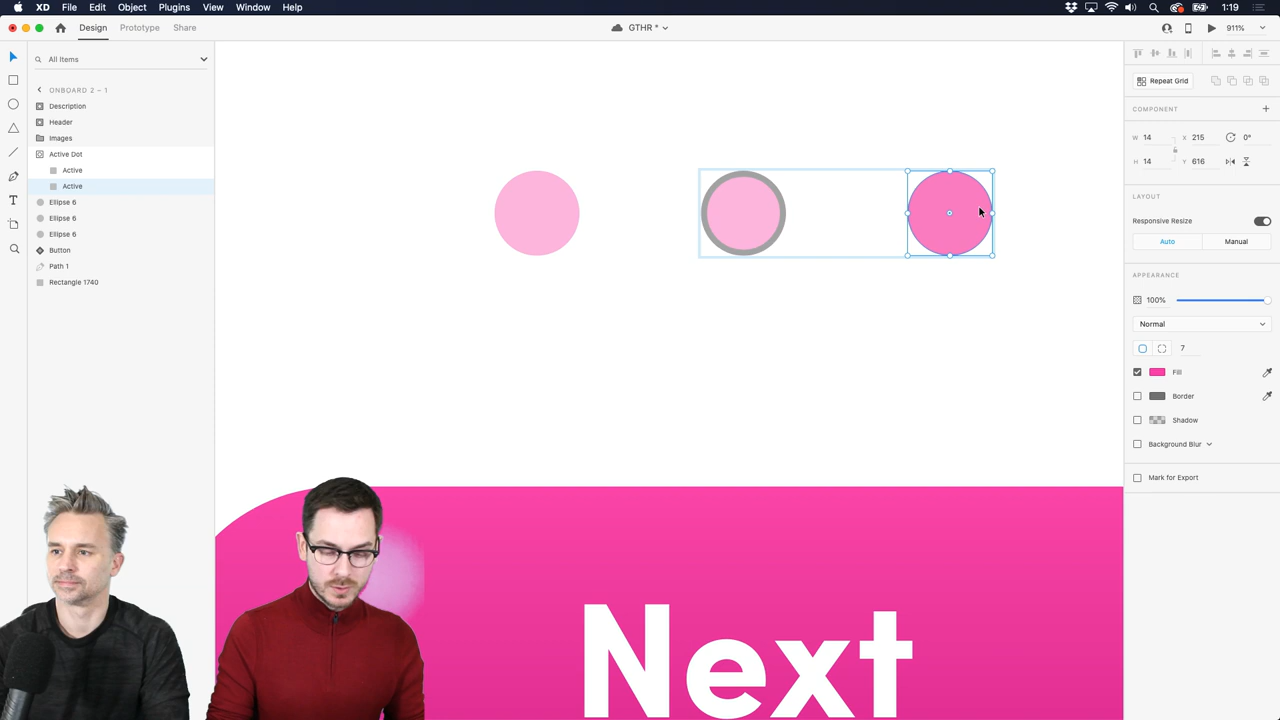 XD File Edit Object Plugins View Window Help 1:19
Design Prototype Share GTHR * 911%
All Items
ONBOARD 2 – 1
Description
Header
Images
Active Dot
Active
Active
Ellipse 6
Ellipse 6
Ellipse 6
Button
Path 1
Rectangle 1740
Next
Repeat Grid
COMPONENT
W 14 X 215 0°
H 14 Y 616
LAYOUT
Responsive Resize
Auto Manual
APPEARANCE
100%
Normal
7
Fill
Border
Shadow
Background Blur
Mark for Export